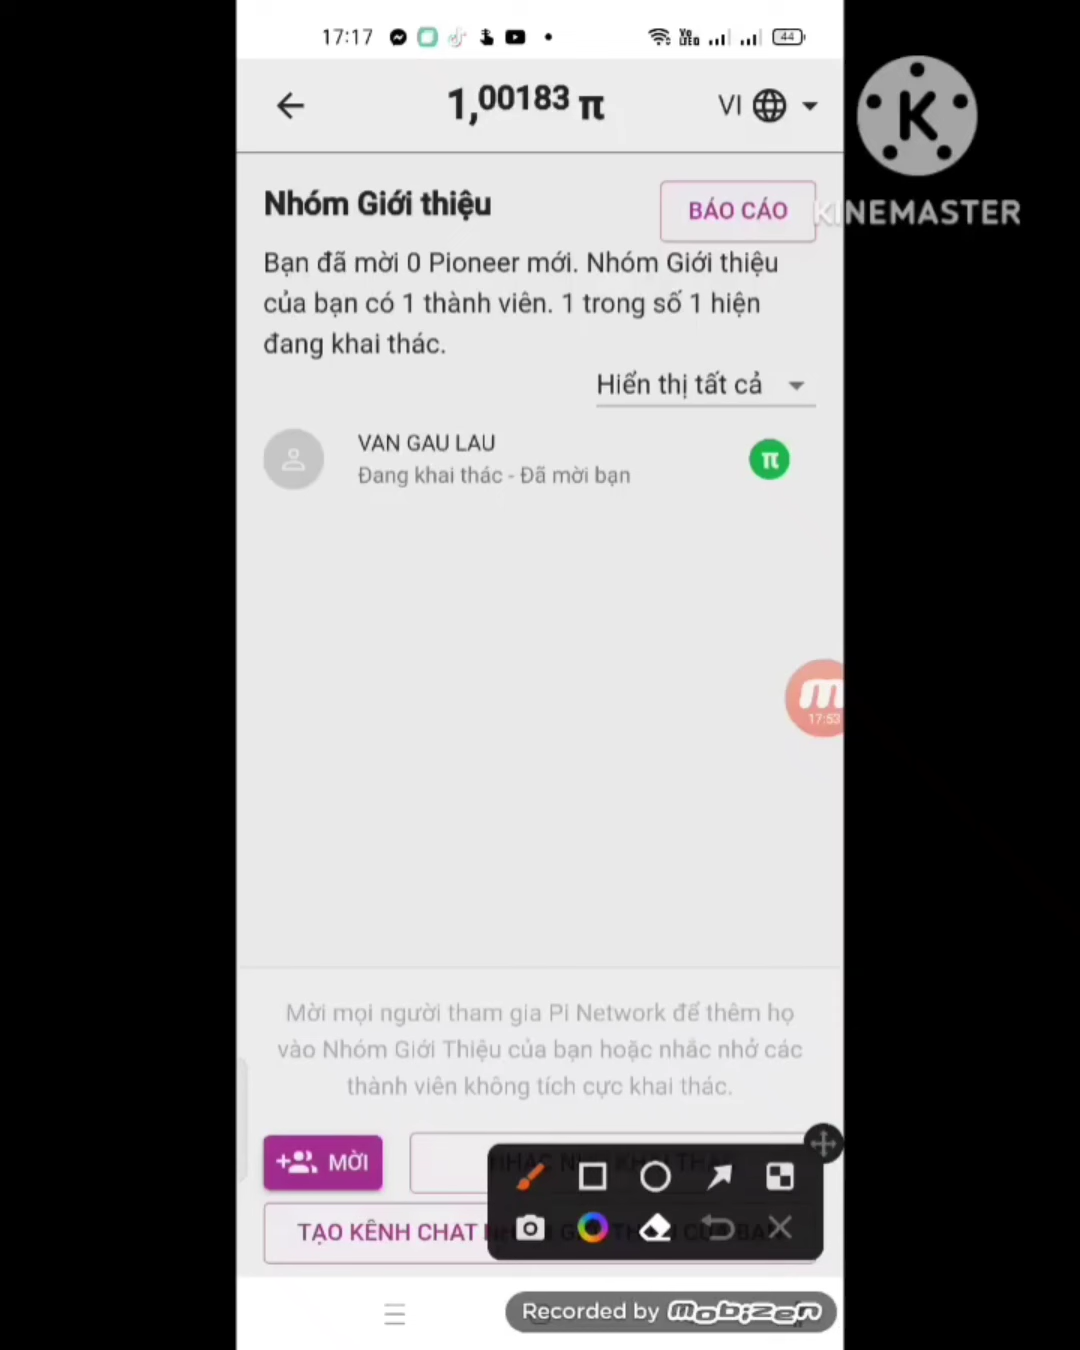 17:17
44
1,00183 π
VI
K
KINEMASTER
Nhóm Giới thiệu
BÁO CÁO
Bạn đã mời 0 Pioneer mới. Nhóm Giới thiệu
của bạn có 1 thành viên. 1 trong số 1 hiện
đang khai thác.
Hiển thị tất cả
VAN GAU LAU
Đang khai thác - Đã mời bạn
π
m
17:53
Mời mọi người tham gia Pi Network để thêm họ
vào Nhóm Giới Thiệu của bạn hoặc nhắc nhở các
thành viên không tích cực khai thác.
MỜI
TẠO KÊNH CHAT
Recorded by mobizen